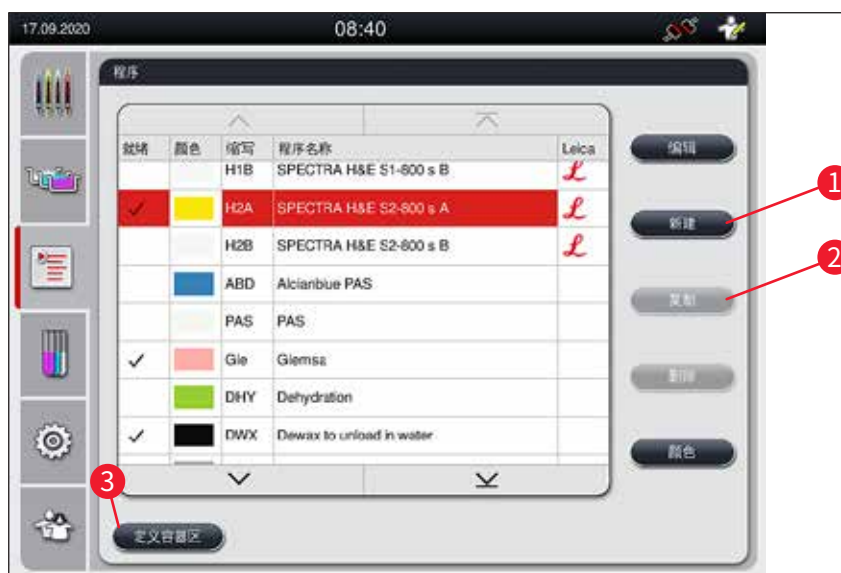 17.09.2020 08:40
程序
就绪 颜色 缩写 程序名称 Leica
H1B SPECTRA H&E S1-600 s B
编辑
H2A SPECTRA H&E S2-600 s A
1
新建
H2B SPECTRA H&E S2-600 s B
2
ABD Alcianblue PAS
复制
PAS PAS
Gie Giemsa
删除
DHY Dehydration
DWX Dewax to unload in water
颜色
3
定义容器区